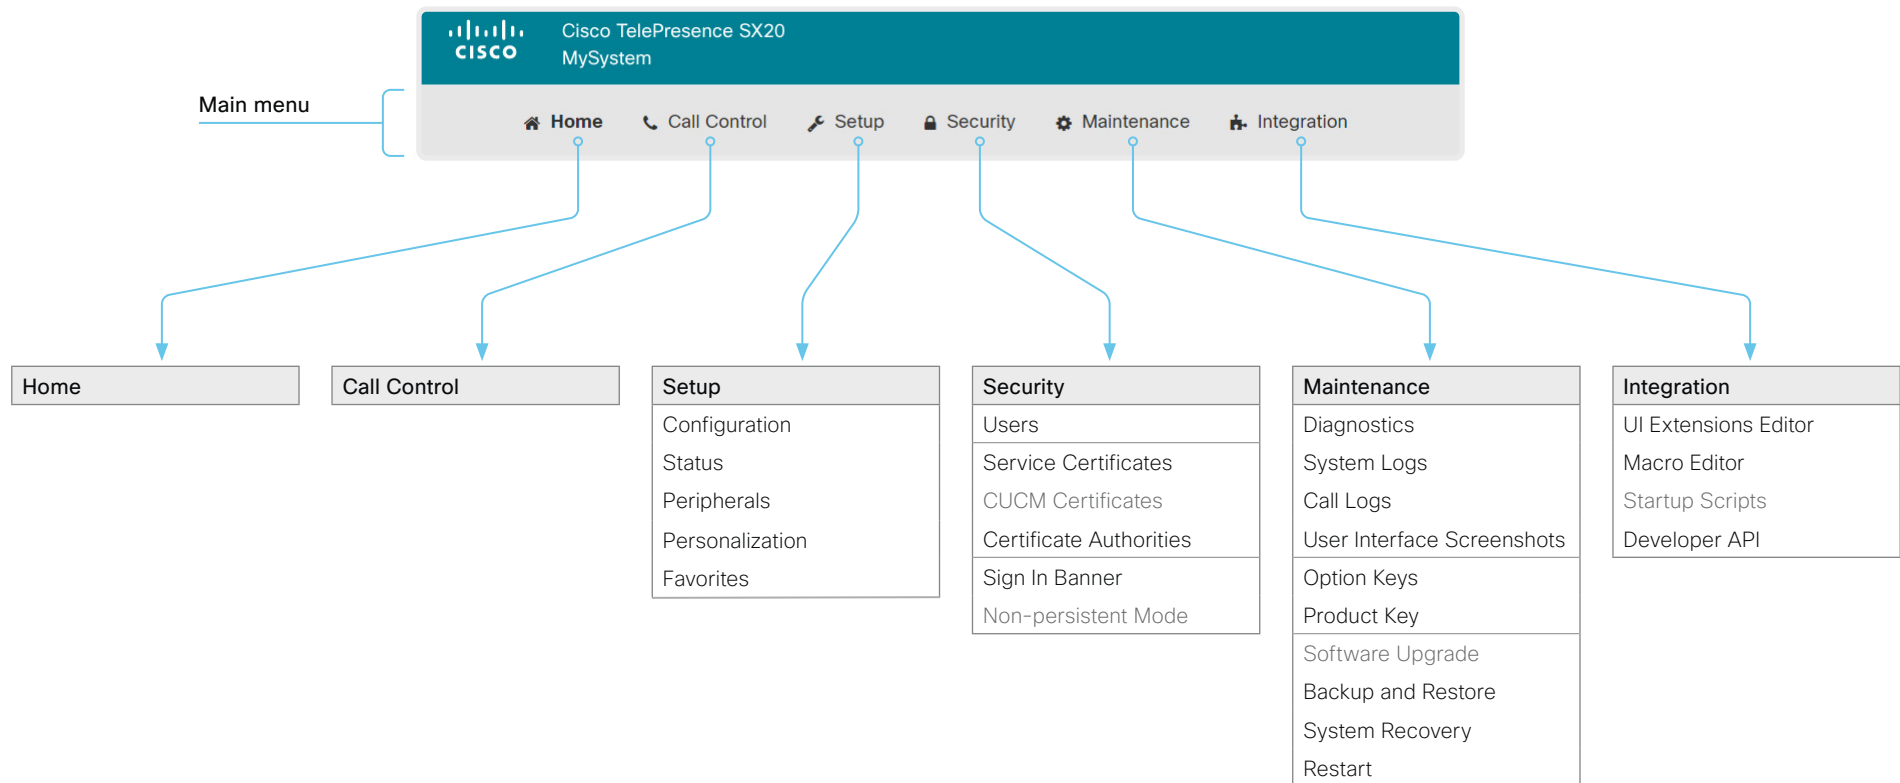 CISCO
Cisco TelePresence SX20
MySystem
Main menu
Home
Call Control
Setup
Security
Maintenance
Integration
Home
Call Control
Setup
Configuration
Status
Peripherals
Personalization
Favorites
Security
Users
Service Certificates
CUCM Certificates
Certificate Authorities
Sign In Banner
Non-persistent Mode
Maintenance
Diagnostics
System Logs
Call Logs
User Interface Screenshots
Option Keys
Product Key
Software Upgrade
Backup and Restore
System Recovery
Restart
Integration
UI Extensions Editor
Macro Editor
Startup Scripts
Developer API